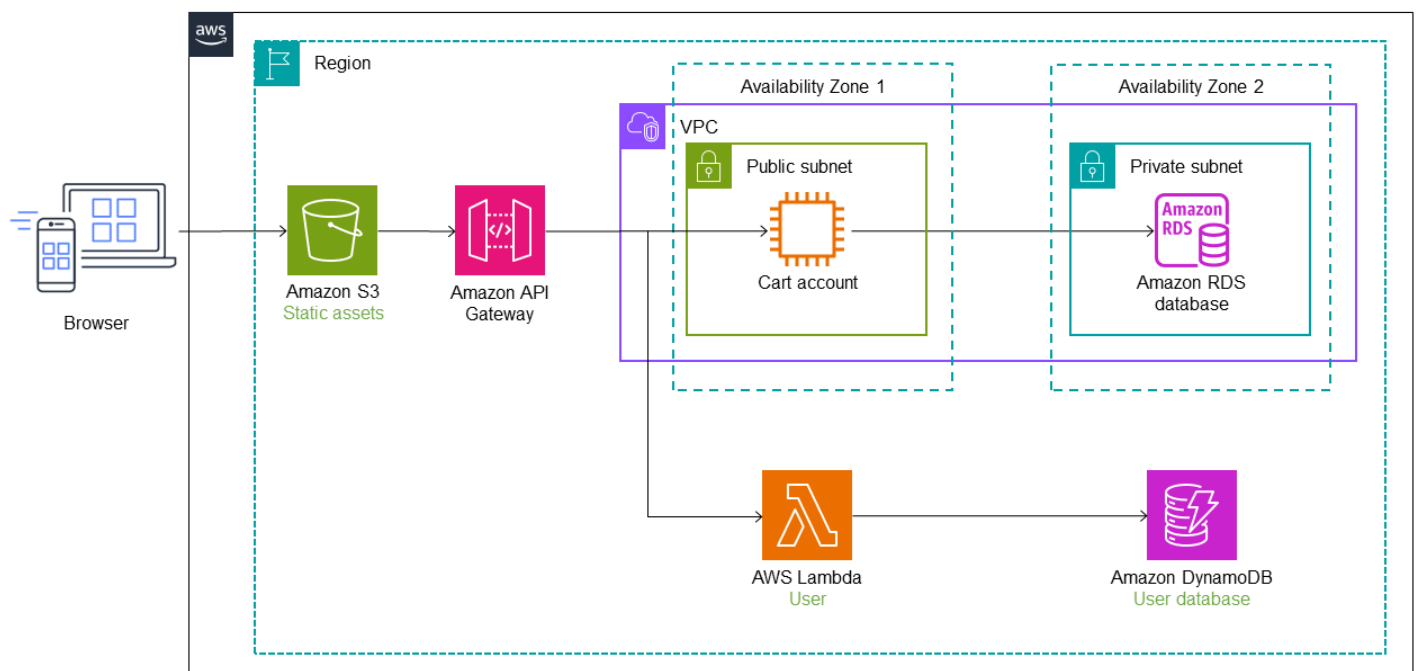 aws
Region
Availability Zone 1
Availability Zone 2
VPC
Public subnet
Private subnet
Amazon
RDS
</>
Cart account
Amazon RDS
database
Amazon S3
Static assets
Amazon API
Gateway
Browser
AWS Lambda
User
Amazon DynamoDB
User database